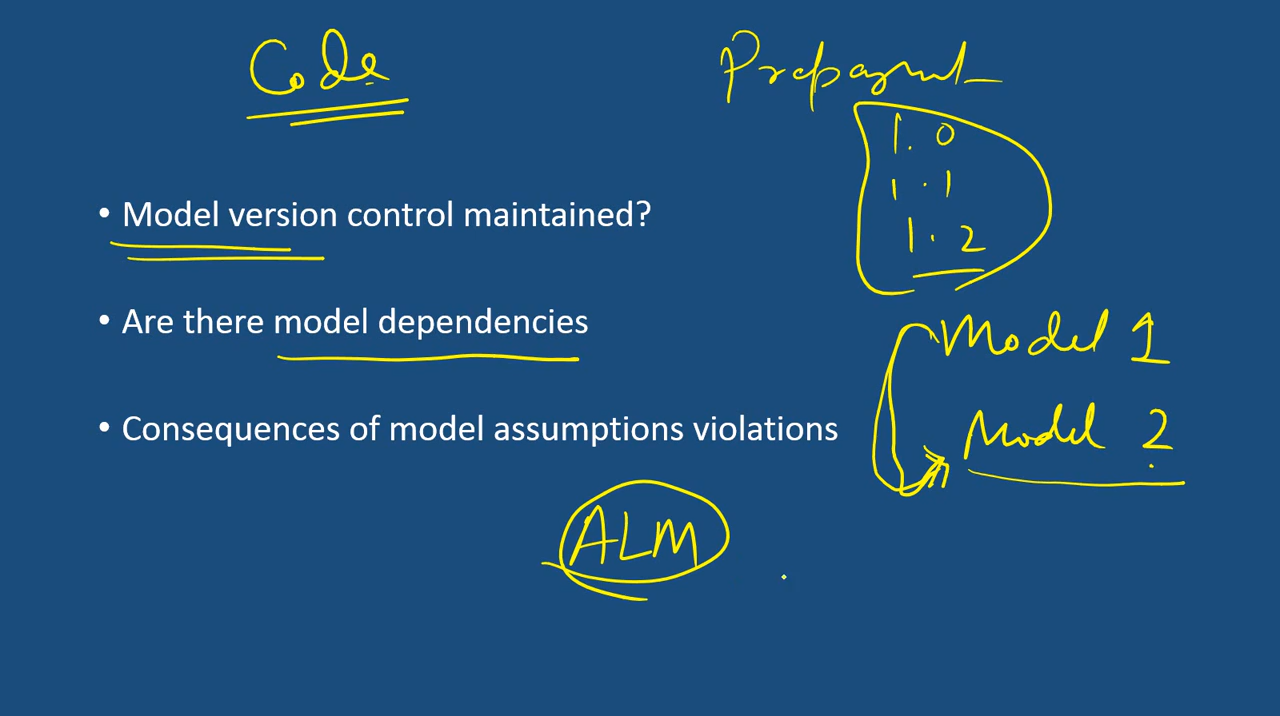 Code
Prepayment
1.0
1.1
1.2
• Model version control maintained?
• Are there model dependencies
Model 1
• Consequences of model assumptions violations
Model 2
ALM